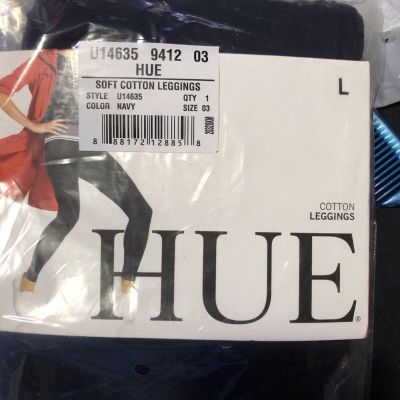 U14635 9412 03
HUE
SOFT COTTON LEGGINGS
STYLE U14635 QTY 1
COLOR NAVY SIZE 03
8 88172 12885 8
L
COTTON
LEGGINGS
HUE®